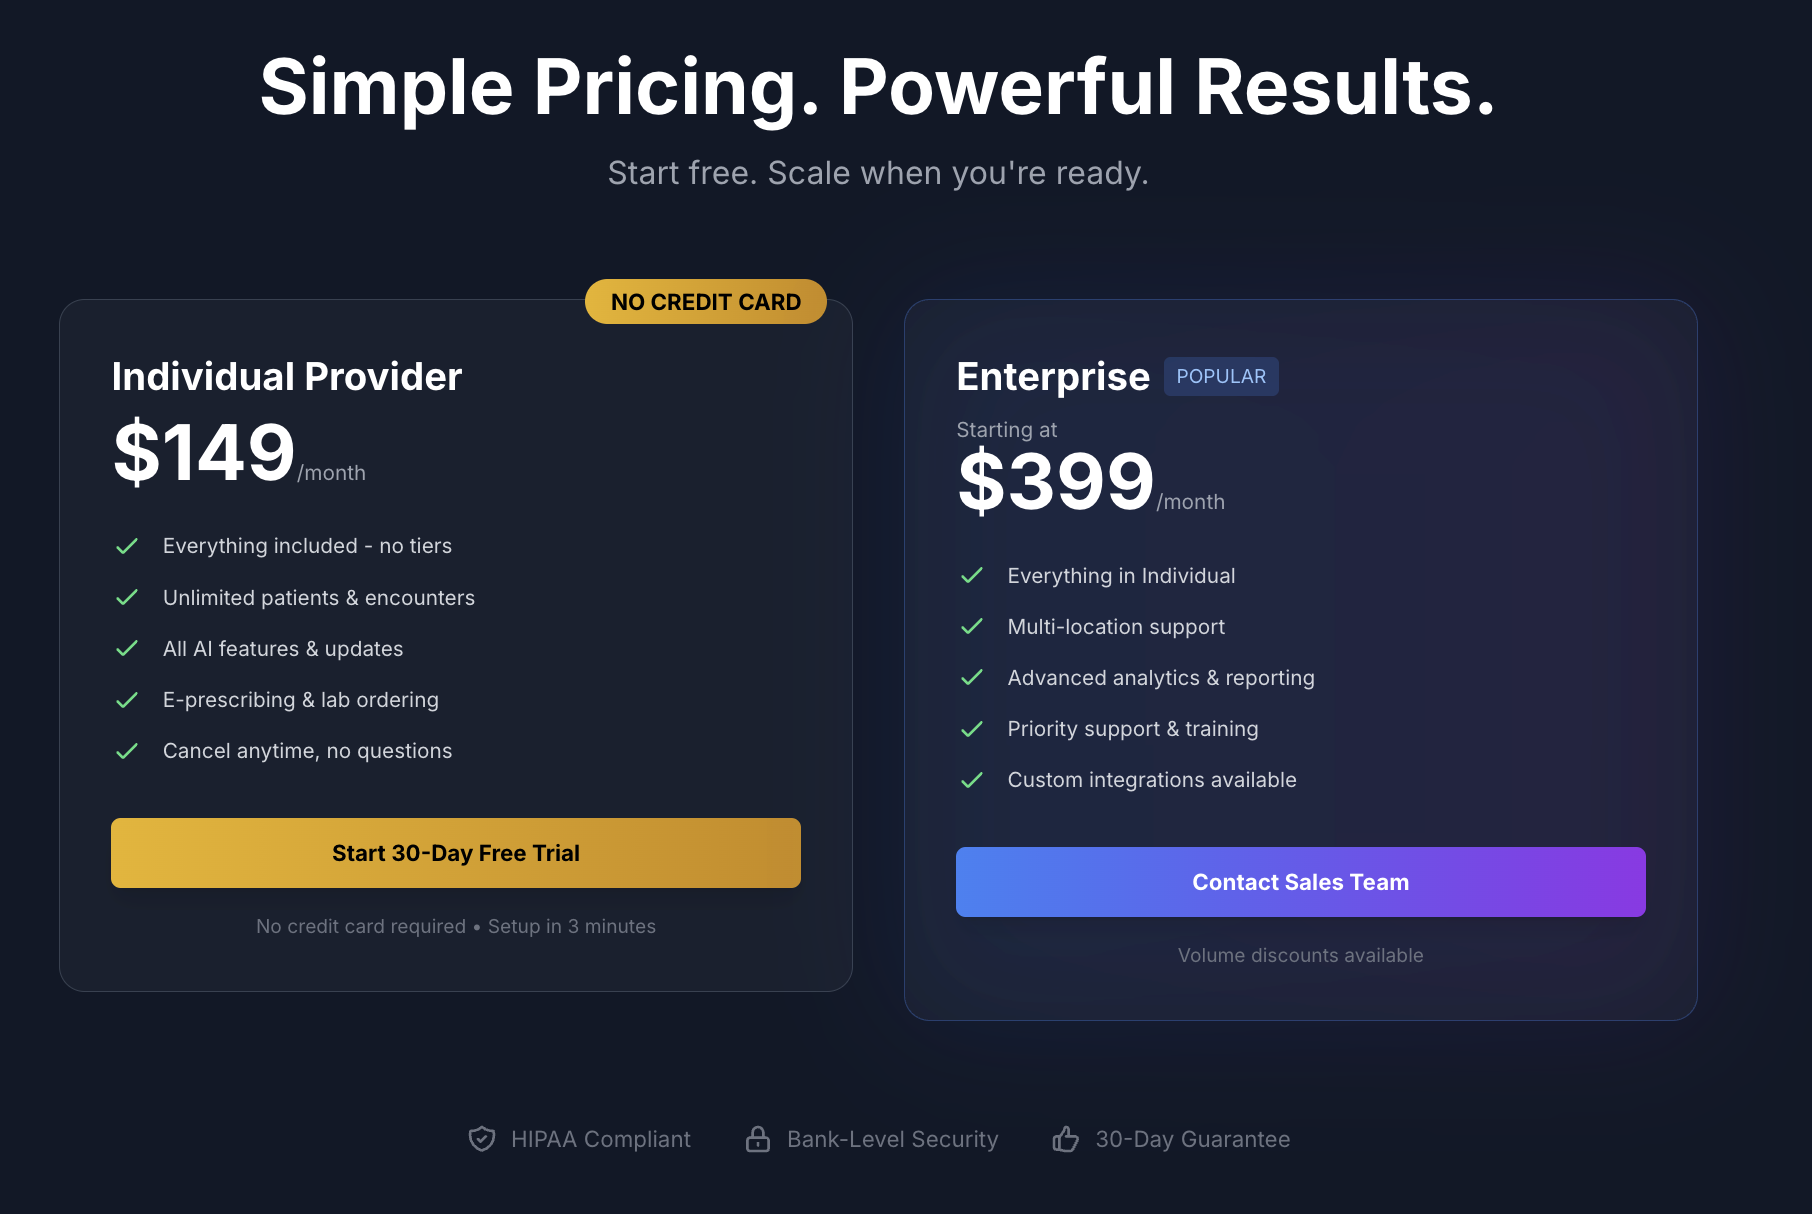 Simple Pricing. Powerful Results.
Start free. Scale when you're ready.
NO CREDIT CARD
Individual Provider
$149/month
Everything included - no tiers
Unlimited patients & encounters
All AI features & updates
E-prescribing & lab ordering
Cancel anytime, no questions
Start 30-Day Free Trial
No credit card required • Setup in 3 minutes
Enterprise POPULAR
Starting at
$399/month
Everything in Individual
Multi-location support
Advanced analytics & reporting
Priority support & training
Custom integrations available
Contact Sales Team
Volume discounts available
HIPAA Compliant Bank-Level Security 30-Day Guarantee